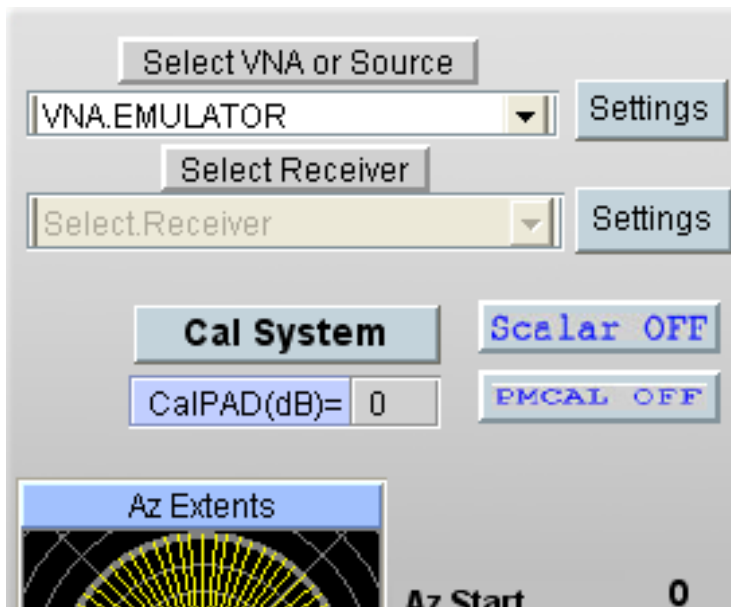 Select VNA or Source
VNA.EMULATOR
Settings
Select Receiver
Select.Receiver
Settings
Cal System
Scalar OFF
CalPAD(dB)= 0
PMCAL OFF
Az Extents
Az Start 0